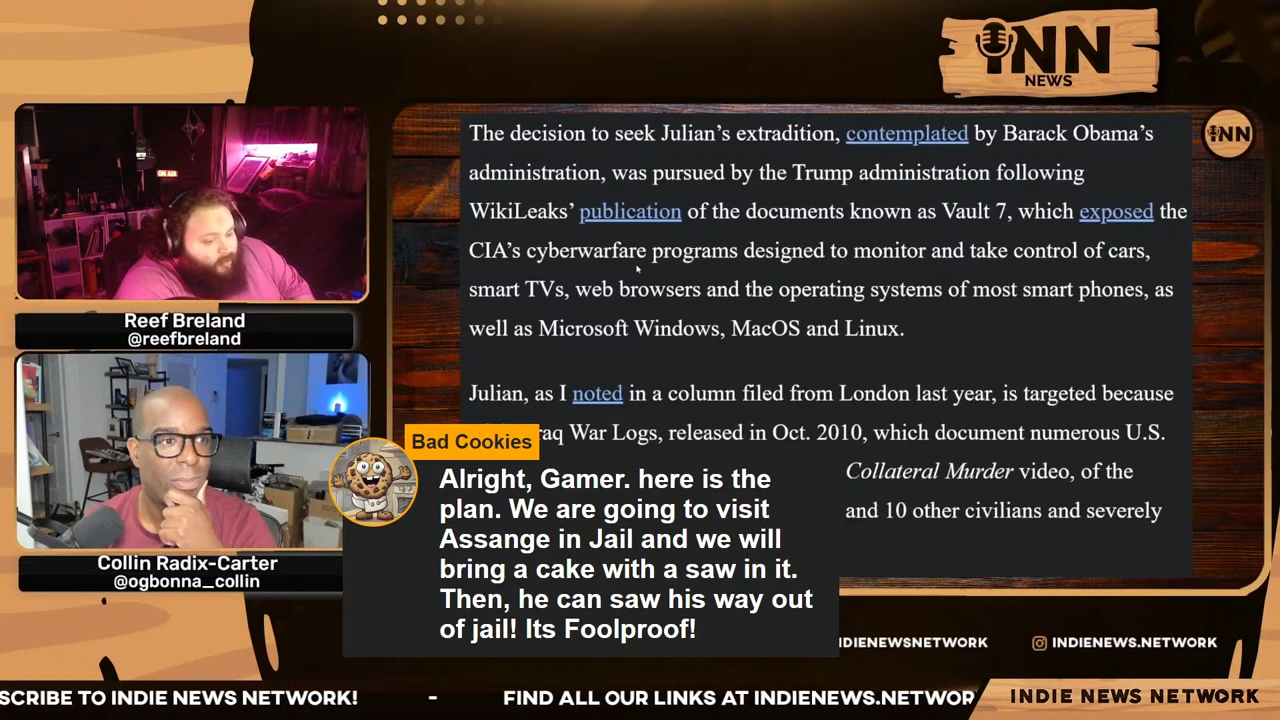 INN
NEWS
The decision to seek Julian's extradition, contemplated by Barack Obama's
administration, was pursued by the Trump administration following
WikiLeaks' publication of the documents known as Vault 7, which exposed the
CIA's cyberwarfare programs designed to monitor and take control of cars,
smart TVs, web browsers and the operating systems of most smart phones, as
well as Microsoft Windows, MacOS and Linux.
Julian, as I noted in a column filed from London last year, is targeted because
War Logs, released in Oct. 2010, which document numerous U.S.
Collateral Murder video, of the
and 10 other civilians and severely
INN
ON AIR
Reef Breland
@reefbreland
Collin Radix-Carter
@ogbonna_collin
Bad Cookies
Alright, Gamer. here is the
plan. We are going to visit
Assange in Jail and we will
bring a cake with a saw in it.
Then, he can saw his way out
of jail! Its Foolproof!
INDIENEWS.NETWORK
SUBSCRIBE TO INDIE NEWS NETWORK! - FIND ALL OUR LINKS AT INDIENEWS.NETWOR
INDIE NEWS NETWORK